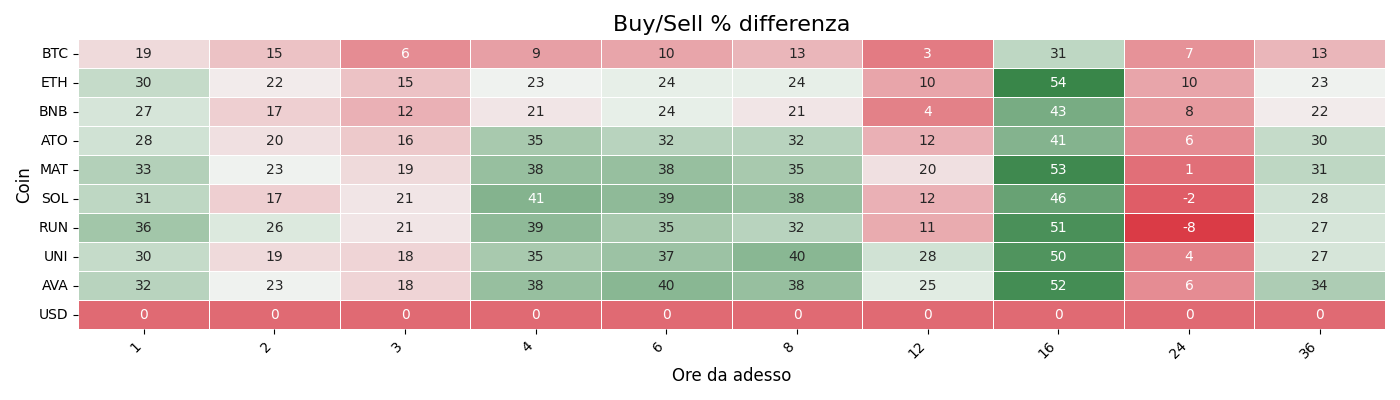 Buy/Sell % differenza
Coin
BTC 19 15 6 9 10 13 3 31 7 13
ETH 30 22 15 23 24 24 10 54 10 23
BNB 27 17 12 21 24 21 4 43 8 22
ATO 28 20 16 35 32 32 12 41 6 30
MAT 33 23 19 38 38 35 20 53 1 31
SOL 31 17 21 41 39 38 12 46 -2 28
RUN 36 26 21 39 35 32 11 51 -8 27
UNI 30 19 18 35 37 40 28 50 4 27
AVA 32 23 18 38 40 38 25 52 6 34
USD 0 0 0 0 0 0 0 0 0 0
1 2 3 4 6 8 12 16 24 36
Ore da adesso